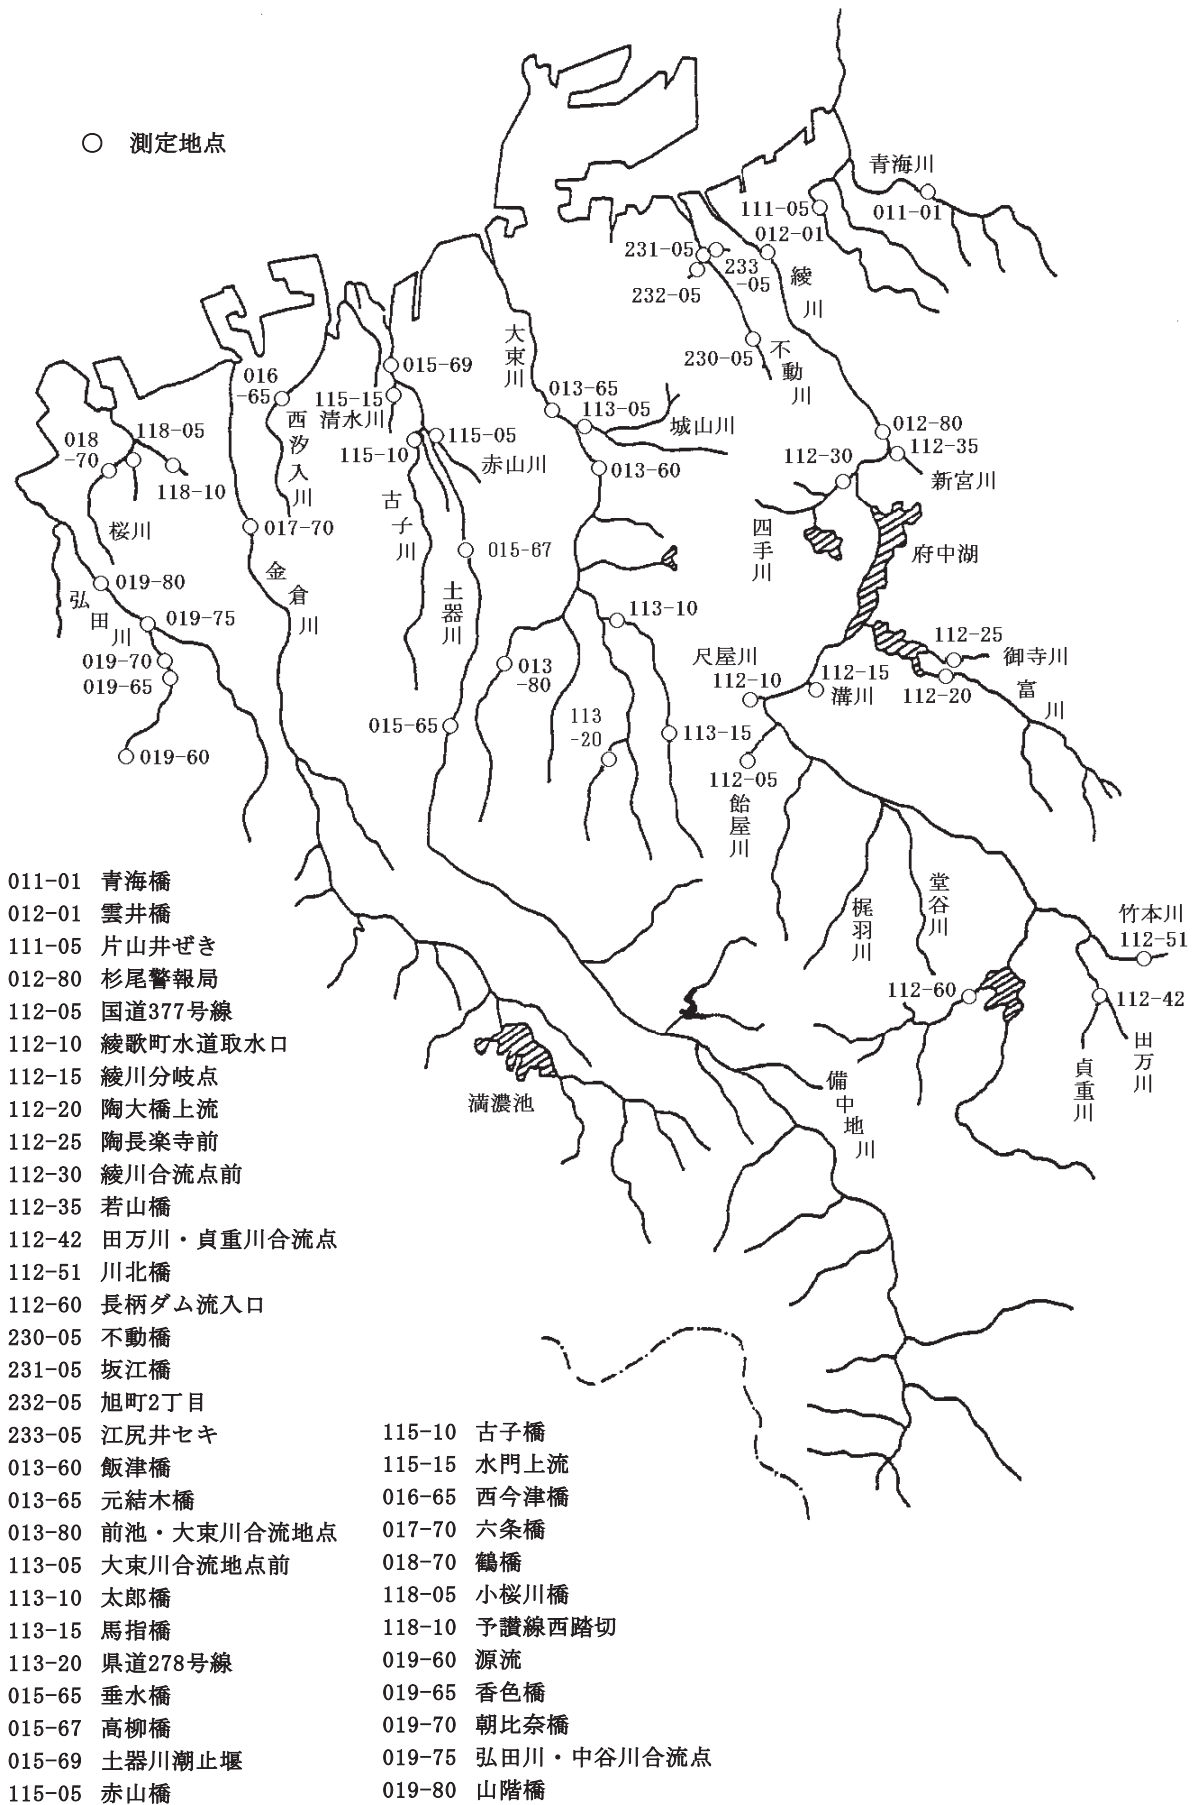 ○ 測定地点
青海川
011-01
111-05
012-01
綾川
231-05
233
-05
232-05
230-05
不動川
大束川
015-69
016
-65
115-15
清水川
西汐入川
013-65
113-05
城山川
012-80
112-35
新宮川
112-30
四手川
018
-70
118-05
118-10
桜川
115-05
115-10
赤山川
古子川
013-60
017-70
金倉川
015-67
土器川
府中湖
019-80
弘田川
019-75
019-70
019-65
019-60
113-10
013
-80
113
-20
113-15
015-65
尺屋川
112-10
112-15
溝川
112-25
御寺川
112-20
富川
112-05
飴屋川
梶羽川
堂谷川
竹本川
112-51
112-60
112-42
田万川
貞重川
満濃池
備中地川
011-01 青海橋
012-01 雲井橋
111-05 片山井ぜき
012-80 杉尾警報局
112-05 国道377号線
112-10 綾歌町水道取水口
112-15 綾川分岐点
112-20 陶大橋上流
112-25 陶長楽寺前
112-30 綾川合流点前
112-35 若山橋
112-42 田万川・貞重川合流点
112-51 川北橋
112-60 長柄ダム流入口
230-05 不動橋
231-05 坂江橋
232-05 旭町2丁目
233-05 江尻井セキ
013-60 飯津橋
013-65 元結木橋
013-80 前池・大束川合流地点
113-05 大束川合流地点前
113-10 太郎橋
113-15 馬指橋
113-20 県道278号線
015-65 垂水橋
015-67 高柳橋
015-69 土器川潮止堰
115-05 赤山橋
115-10 古子橋
115-15 水門上流
016-65 西今津橋
017-70 六条橋
018-70 鶴橋
118-05 小桜川橋
118-10 予讃線西踏切
019-60 源流
019-65 香色橋
019-70 朝比奈橋
019-75 弘田川・中谷川合流点
019-80 山階橋